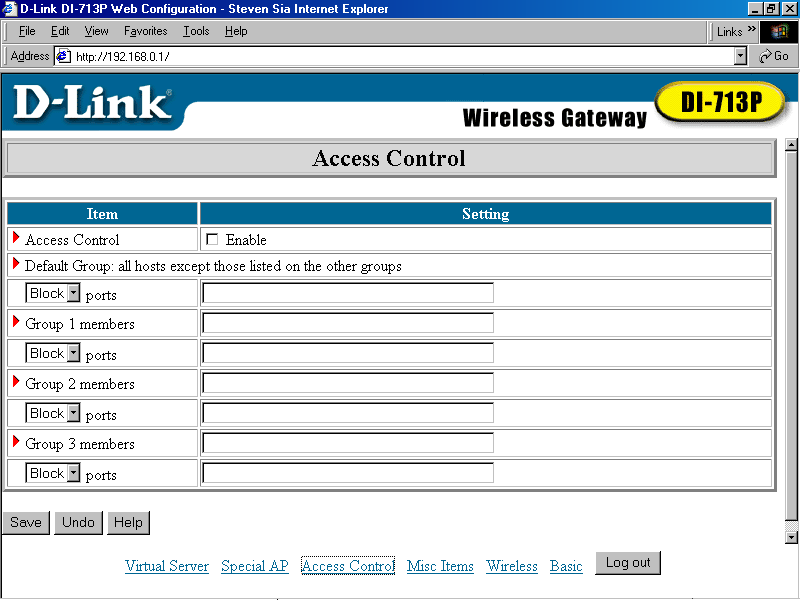 D-Link DI-713P Web Configuration - Steven Sia Internet Explorer
File Edit View Favorites Tools Help Links »
Address http://192.168.0.1/ Go
D-Link®
Wireless Gateway DI-713P
Access Control
Item Setting
Access Control Enable
Default Group: all hosts except those listed on the other groups
Block ports
Group 1 members
Block ports
Group 2 members
Block ports
Group 3 members
Block ports
Save Undo Help
Virtual Server Special AP Access Control Misc Items Wireless Basic Log out